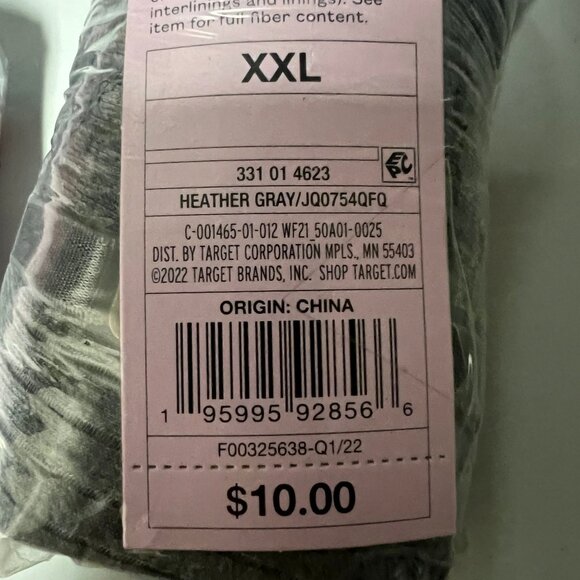 interlinings and linings). See
item for full fiber content.
XXL
EPC
331 01 4623
HEATHER GRAY/JQ0754QFQ
C-001465-01-012 WF21_50A01-0025
DIST. BY TARGET CORPORATION MPLS., MN 55403
©2022 TARGET BRANDS, INC. SHOP TARGET.COM
ORIGIN: CHINA
1 95995 92856 6
F00325638-Q1/22
$10.00